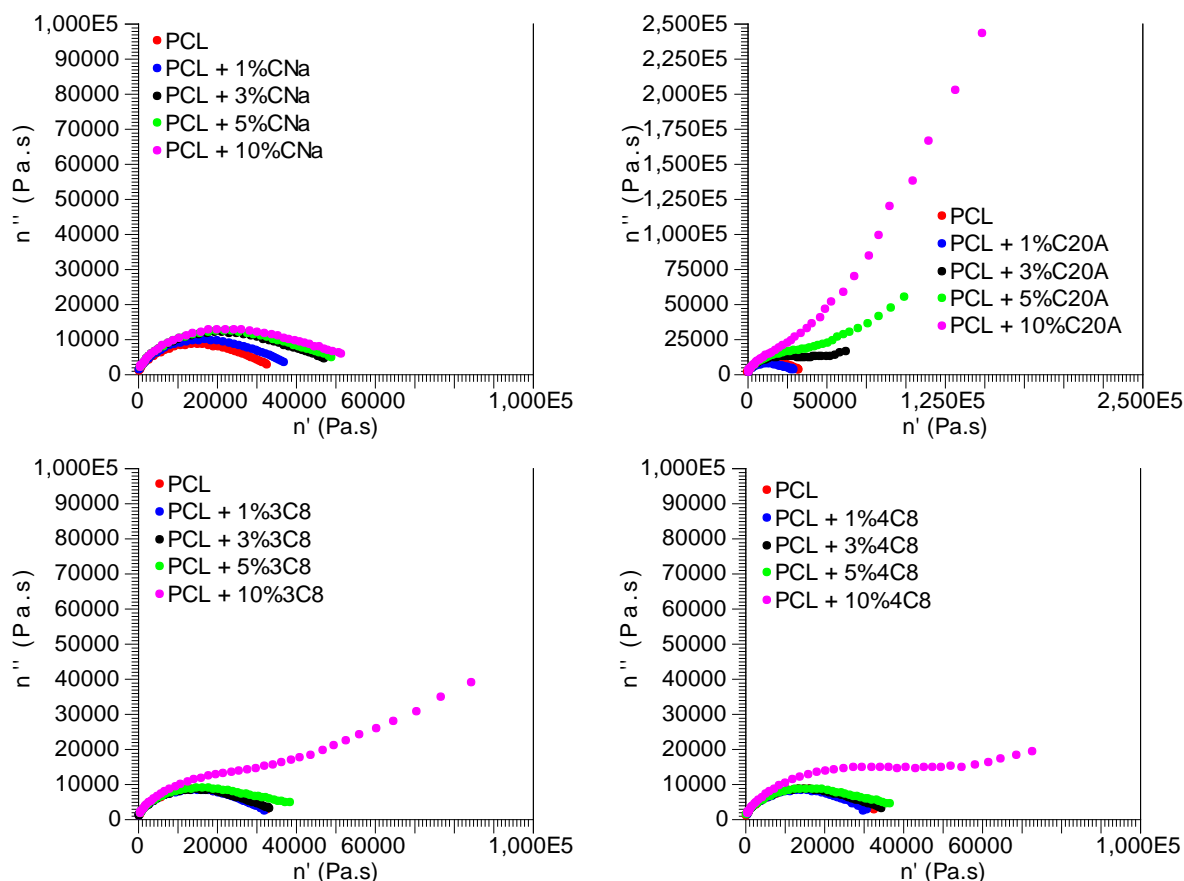 1,000E5
90000
80000
70000
60000
50000
40000
30000
20000
10000
0
n'' (Pa.s)
PCL
PCL + 1%CNa
PCL + 3%CNa
PCL + 5%CNa
PCL + 10%CNa
0 20000 40000 60000 1,000E5
n' (Pa.s)
2,500E5
2,250E5
2,000E5
1,750E5
1,500E5
1,250E5
1,000E5
75000
50000
25000
0
n'' (Pa.s)
PCL
PCL + 1%C20A
PCL + 3%C20A
PCL + 5%C20A
PCL + 10%C20A
0 50000 1,250E5 2,500E5
n' (Pa.s)
1,000E5
90000
80000
70000
60000
50000
40000
30000
20000
10000
0
n'' (Pa.s)
PCL
PCL + 1%3C8
PCL + 3%3C8
PCL + 5%3C8
PCL + 10%3C8
0 20000 40000 60000 1,000E5
n' (Pa.s)
1,000E5
90000
80000
70000
60000
50000
40000
30000
20000
10000
0
n'' (Pa.s)
PCL
PCL + 1%4C8
PCL + 3%4C8
PCL + 5%4C8
PCL + 10%4C8
0 20000 40000 60000 1,000E5
n' (Pa.s)